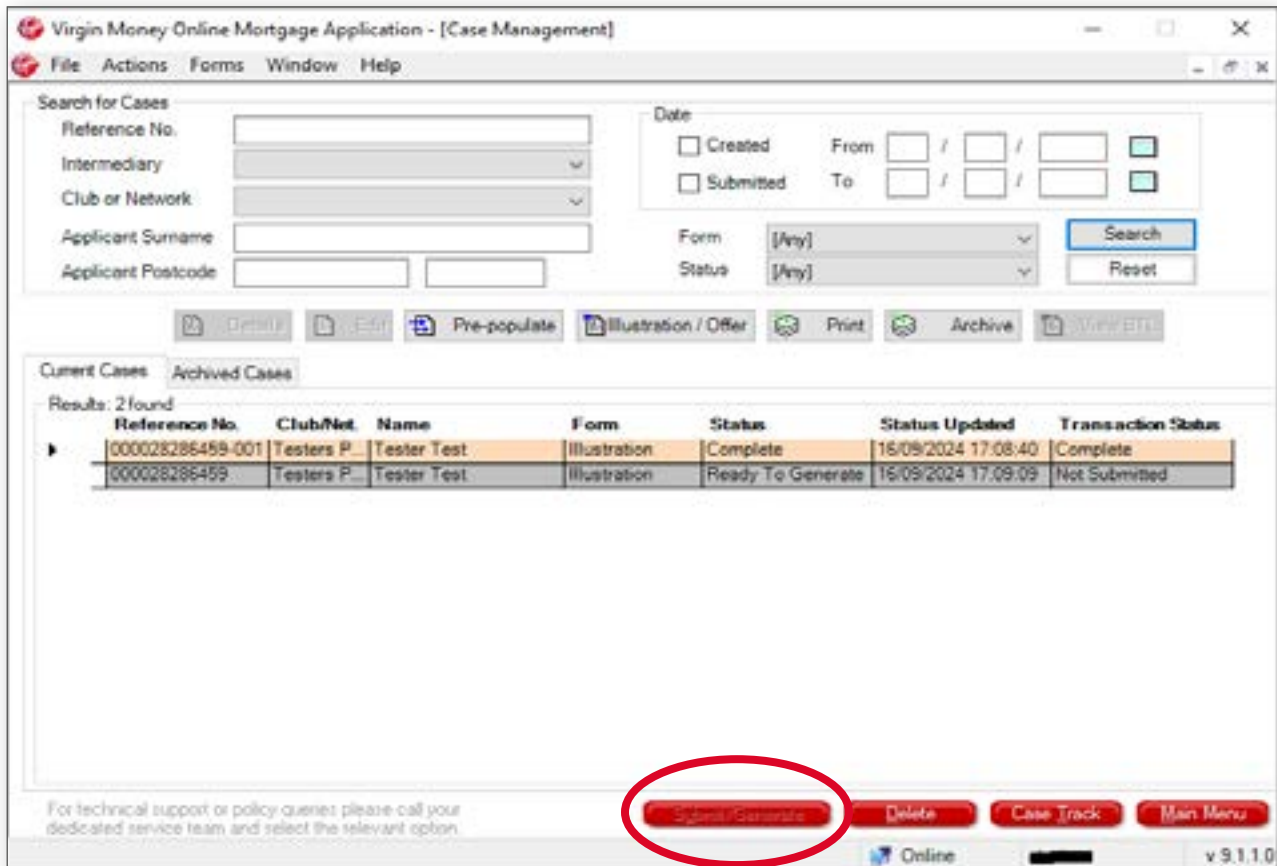 Virgin Money Online Mortgage Application - [Case Management]
File Actions Forms Window Help
Search for Cases
Reference No.
Intermediary
Club or Network
Applicant Surname
Applicant Postcode
Date
Created From / /
Submitted To / /
Form [Any] Search
Status [Any] Reset
Details Edit Pre-populate Illustration / Offer Print Archive View BTL
Current Cases Archived Cases
Results: 2 found
Reference No. Club/Net. Name Form Status Status Updated Transaction Status
000028286459-001 Testers P... Tester Test Illustration Complete 16/09/2024 17:08:40 Complete
000028286459 Testers P... Tester Test Illustration Ready To Generate 16/09/2024 17:09:09 Not Submitted
For technical support or policy queries please call your
dedicated service team and select the relevant option.
Submit/Generate Delete Case Track Main Menu
Online v 9.1.1.0